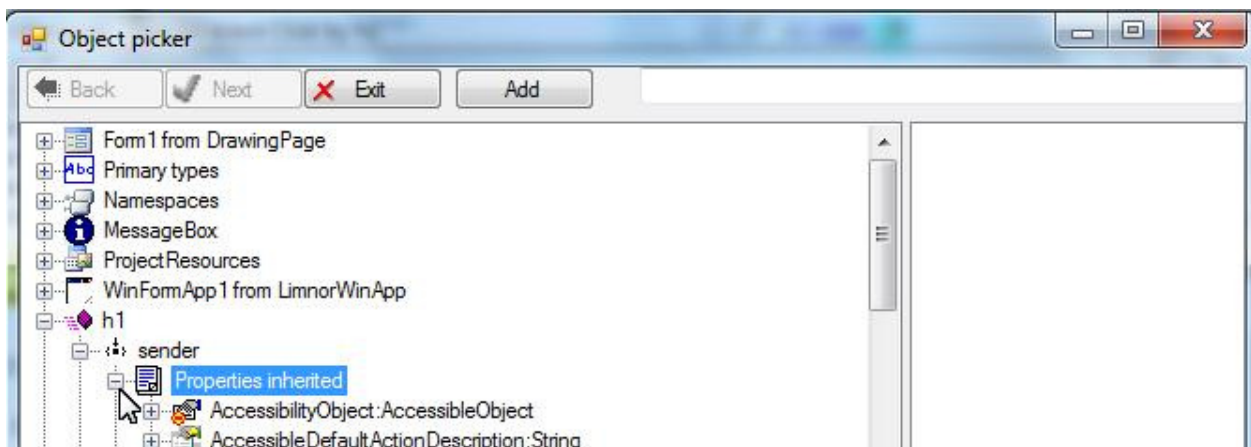 Object picker
Back Next Exit Add
Form1 from DrawingPage
Abc Primary types
Namespaces
MessageBox
ProjectResources
WinFormApp1 from LimnorWinApp
h1
sender
Properties inherited
AccessibilityObject:AccessibleObject
AccessibleDefaultActionDescription:String